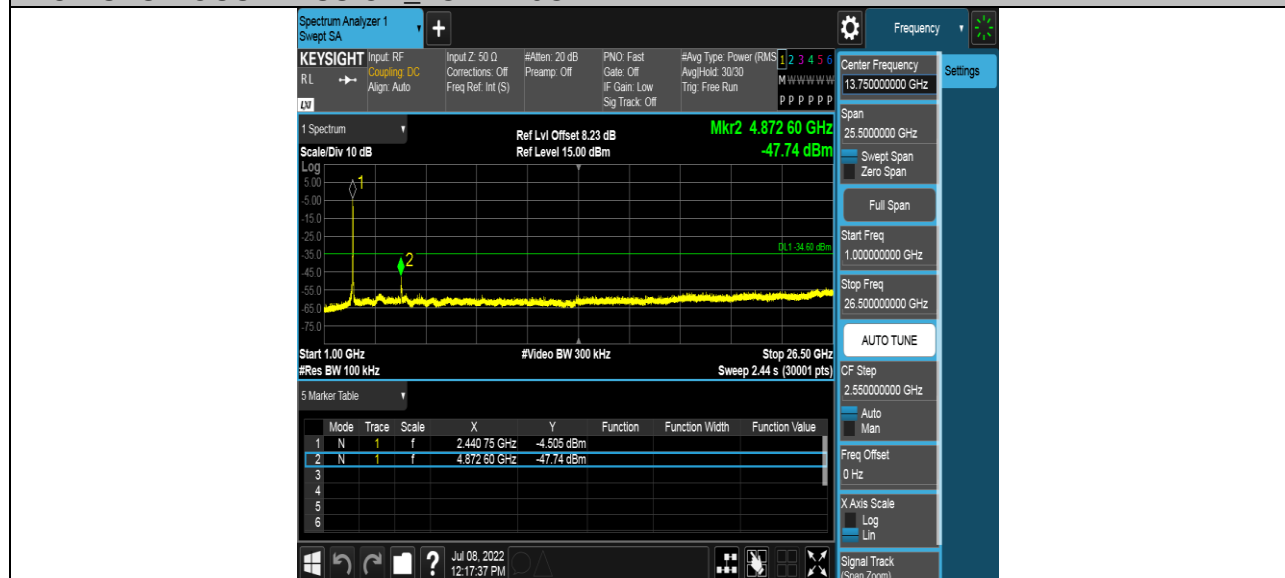 Spectrum Analyzer 1
Swept SA
+
Frequency
KEYSIGHT
RL
LXI
Input: RF
Coupling: DC
Align: Auto
Input Z: 50 Ω
Corrections: Off
Freq Ref: Int (S)
#Atten: 20 dB
Preamp: Off
PNO: Fast
Gate: Off
IF Gain: Low
Sig Track: Off
#Avg Type: Power (RMS
Avg|Hold: 30/30
Trig: Free Run
1 2 3 4 5 6
M W W W W W
P P P P P P
1 Spectrum
Scale/Div 10 dB
Ref Lvl Offset 8.23 dB
Ref Level 15.00 dBm
Mkr2 4.872 60 GHz
-47.74 dBm
Log
5.00
-5.00
-15.0
-25.0
-35.0
-45.0
-55.0
-65.0
-75.0
1
2
DL1 -34.60 dBm
Start 1.00 GHz
#Res BW 100 kHz
#Video BW 300 kHz
Stop 26.50 GHz
Sweep 2.44 s (30001 pts)
5 Marker Table
Mode Trace Scale X Y Function Function Width Function Value
1 N 1 f 2.440 75 GHz -4.505 dBm
2 N 1 f 4.872 60 GHz -47.74 dBm
3
4
5
6
?
Jul 08, 2022
12:17:37 PM
Center Frequency
13.750000000 GHz
Settings
Span
25.5000000 GHz
Swept Span
Zero Span
Full Span
Start Freq
1.000000000 GHz
Stop Freq
26.500000000 GHz
AUTO TUNE
CF Step
2.550000000 GHz
Auto
Man
Freq Offset
0 Hz
X Axis Scale
Log
Lin
Signal Track
(Span Zoom)